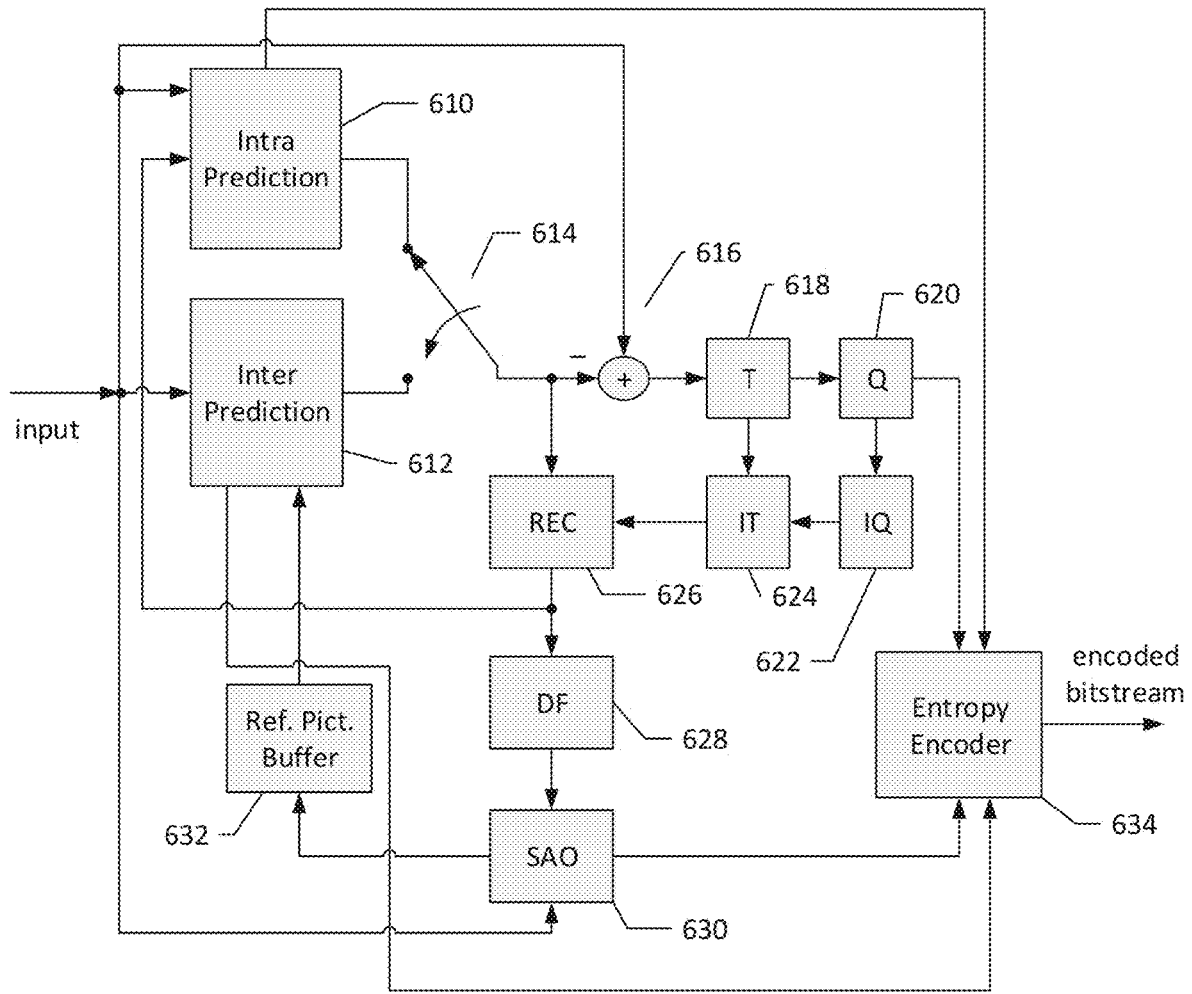 610
Intra
Prediction
614
616
618
620
Inter
Prediction
−
+
T
Q
input
612
REC
IT
IQ
626
624
622
encoded
bitstream
DF
628
Ref. Pict.
Buffer
Entropy
Encoder
632
SAO
634
630